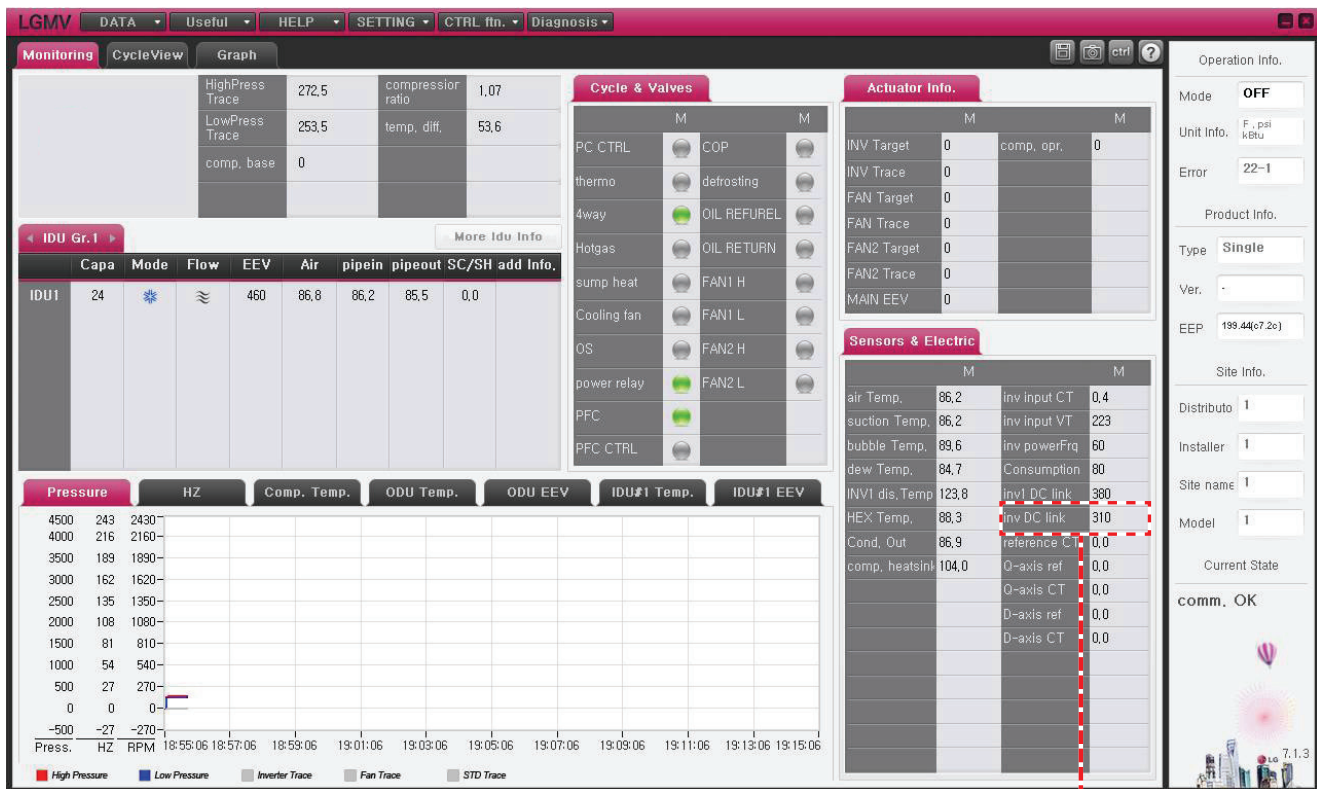 LGMV DATA Useful HELP SETTING CTRL ftn. Diagnosis
Monitoring CycleView Graph ctrl ?
HighPress Trace 272,5 compression ratio 1,07
LowPress Trace 253,5 temp, diff, 53,6
comp, base 0
IDU Gr.1 More Idu Info
Capa Mode Flow EEV Air pipein pipeout SC/SH add Info,
IDU1 24 460 86,8 86,2 85,5 0,0
Cycle & Valves
M M
PC CTRL COP
thermo defrosting
4way OIL REFUREL
Hotgas OIL RETURN
sump heat FAN1 H
Cooling fan FAN1 L
OS FAN2 H
power relay FAN2 L
PFC
PFC CTRL
Actuator Info.
M M
INV Target 0 comp, opr, 0
INV Trace 0
FAN Target 0
FAN Trace 0
FAN2 Target 0
FAN2 Trace 0
MAIN EEV 0
Sensors & Electric
M M
air Temp, 86,2 inv input CT 0,4
suction Temp, 86,2 inv input VT 223
bubble Temp, 89,6 inv powerFrq 60
dew Temp, 84,7 Consumption 80
INV1 dis,Temp 123,8 inv1 DC link 380
HEX Temp, 88,3 inv DC link 310
Cond, Out 86,9 reference CT 0,0
comp, heatsink 104,0 Q-axis ref 0,0
Q-axis CT 0,0
D-axis ref 0,0
D-axis CT 0,0
Pressure HZ Comp. Temp. ODU Temp. ODU EEV IDU#1 Temp. IDU#1 EEV
4500 243 2430
4000 216 2160
3500 189 1890
3000 162 1620
2500 135 1350
2000 108 1080
1500 81 810
1000 54 540
500 27 270
0 0 0
-500 -27 -270
Press. HZ RPM 18:55:06 18:57:06 18:59:06 19:01:06 19:03:06 19:05:06 19:07:06 19:09:06 19:11:06 19:13:06 19:15:06
High Pressure Low Pressure Inverter Trace Fan Trace STD Trace
Operation Info.
Mode OFF
Unit Info. F , psi kBtu
Error 22-1
Product Info.
Type Single
Ver. -
EEP 199.44(c7.2c)
Site Info.
Distributo 1
Installer 1
Site name 1
Model 1
Current State
comm, OK
LG 7.1.3